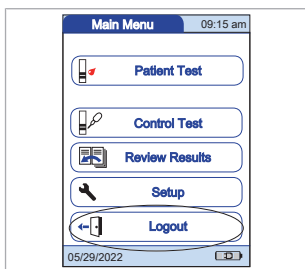 Main Menu 09:15 am
Patient Test
Control Test
Review Results
Setup
Logout
05/29/2022